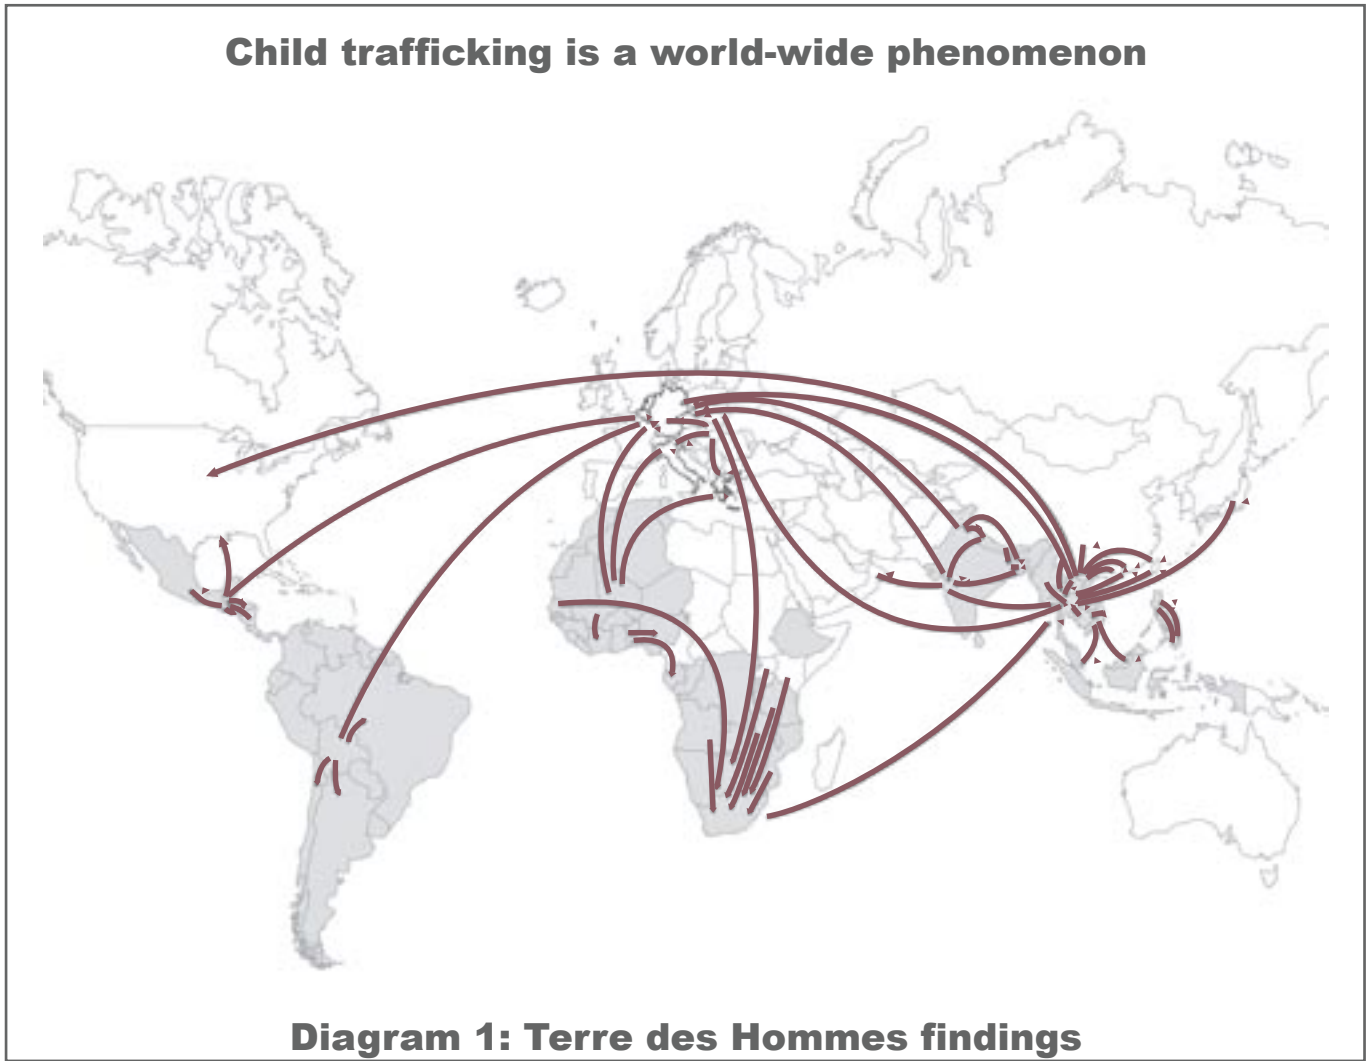 Child trafficking is a world-wide phenomenon
Diagram 1: Terre des Hommes findings